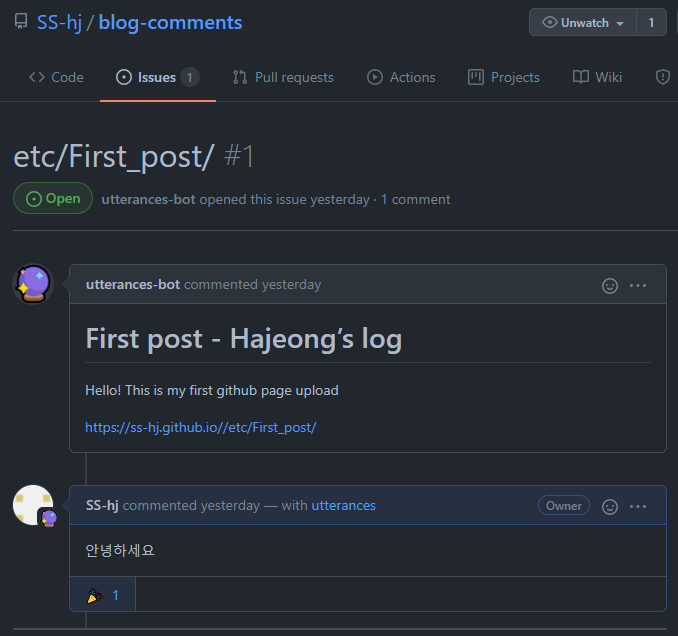 SS-hj / blog-comments
Unwatch 1
Code Issues 1 Pull requests Actions Projects Wiki
etc/First_post/ #1
Open utterances-bot opened this issue yesterday · 1 comment
utterances-bot commented yesterday
First post - Hajeong’s log
Hello! This is my first github page upload
https://ss-hj.github.io//etc/First_post/
SS-hj commented yesterday — with utterances Owner
안녕하세요
1